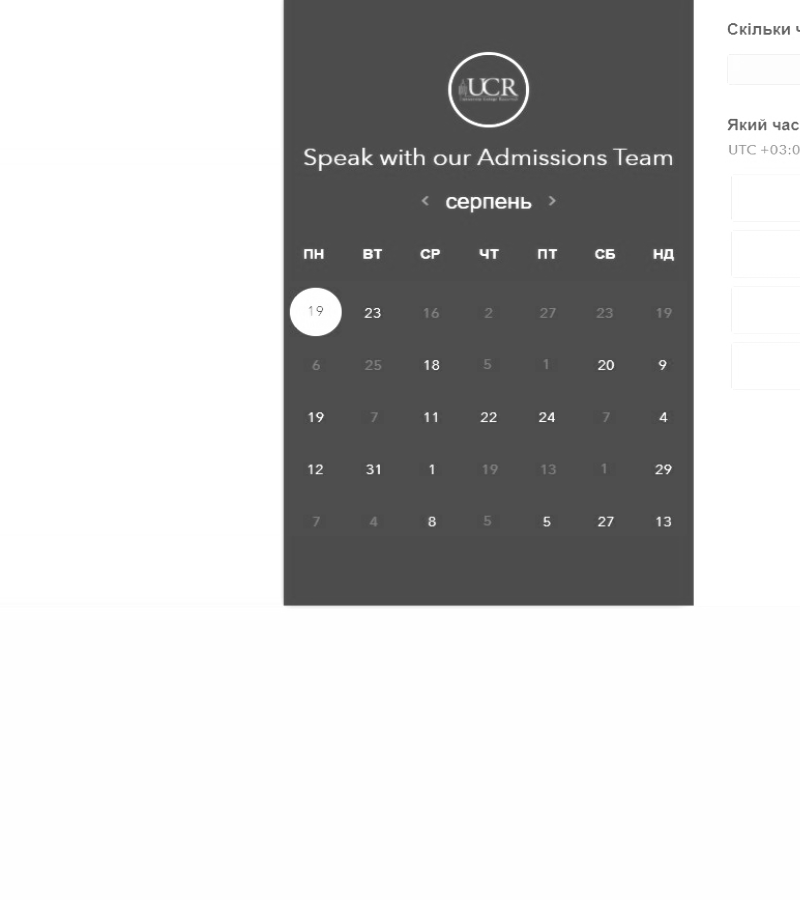 UCR
Speak with our Admissions Team
< серпень >
ПН ВТ СР ЧТ ПТ СБ НД
19 23 16 2 27 23 19
6 25 18 5 1 20 9
19 7 11 22 24 7 4
12 31 1 19 13 1 29
7 4 8 5 5 27 13
Скільки ч
Який час
UTC +03:0